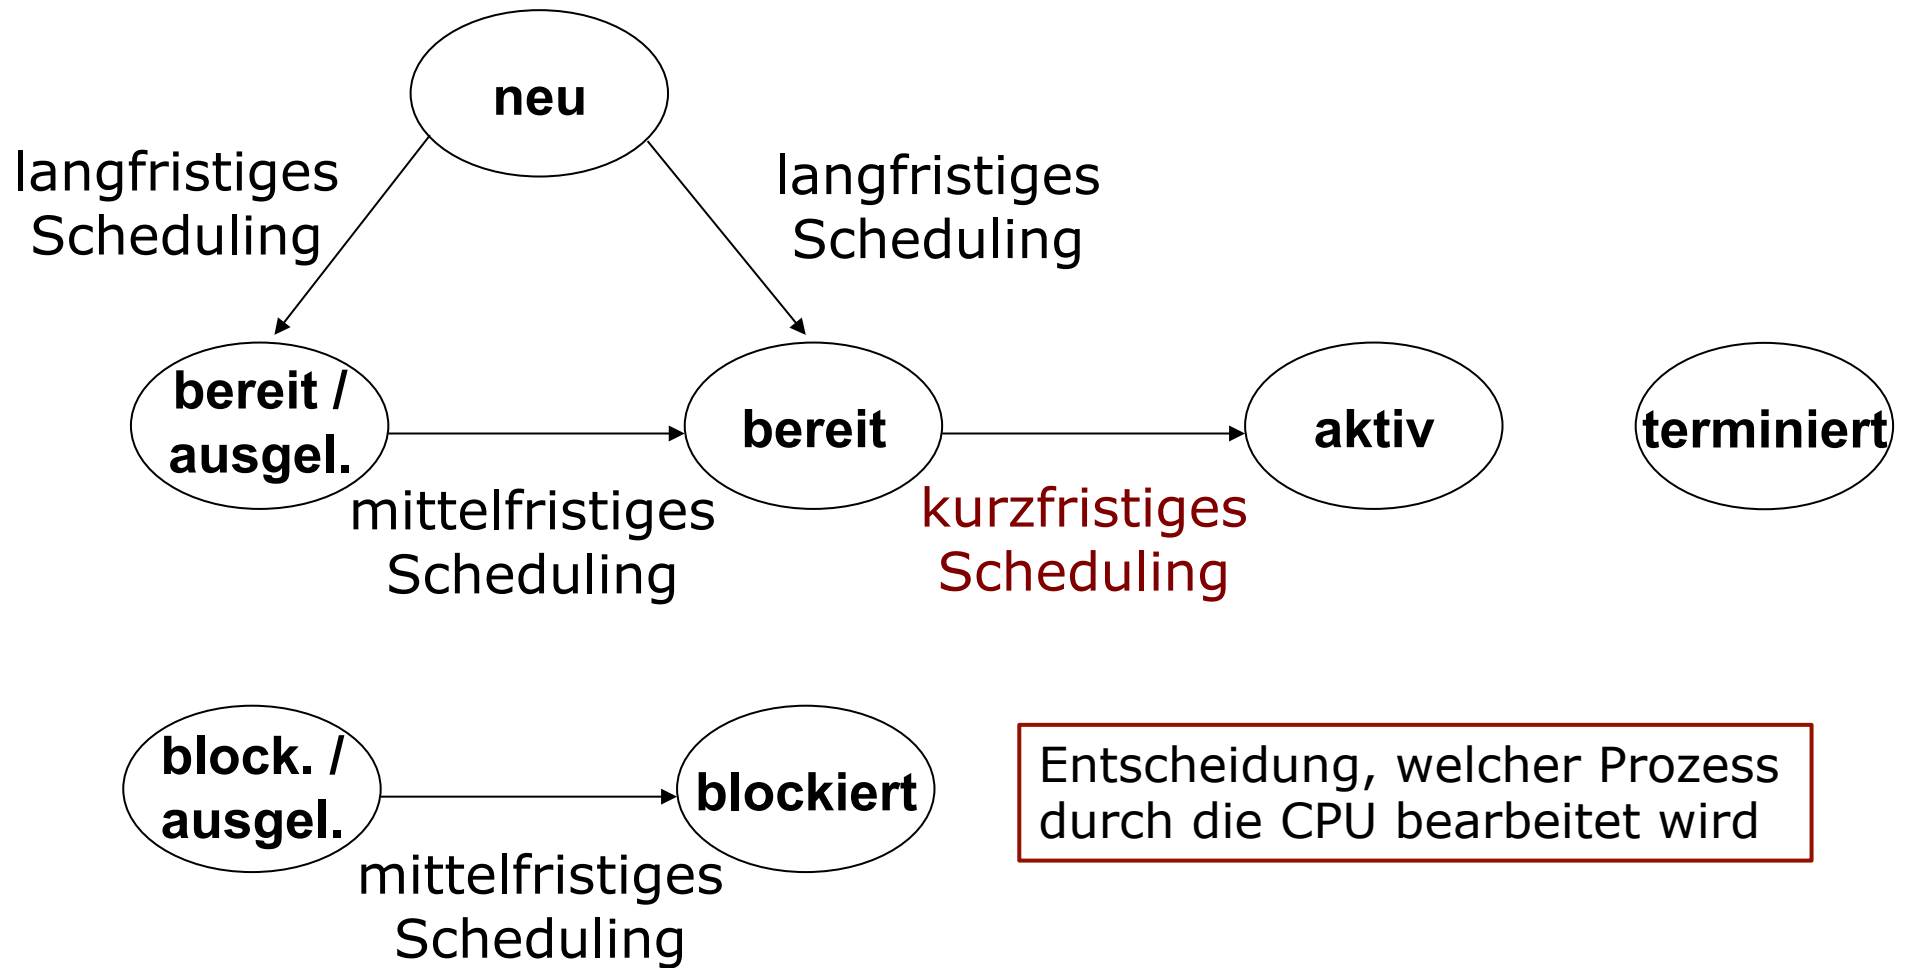 neu
langfristiges
Scheduling
langfristiges
Scheduling
bereit /
ausgel.
bereit
aktiv
terminiert
mittelfristiges
Scheduling
kurzfristiges
Scheduling
block. /
ausgel.
blockiert
Entscheidung, welcher Prozess
durch die CPU bearbeitet wird
mittelfristiges
Scheduling